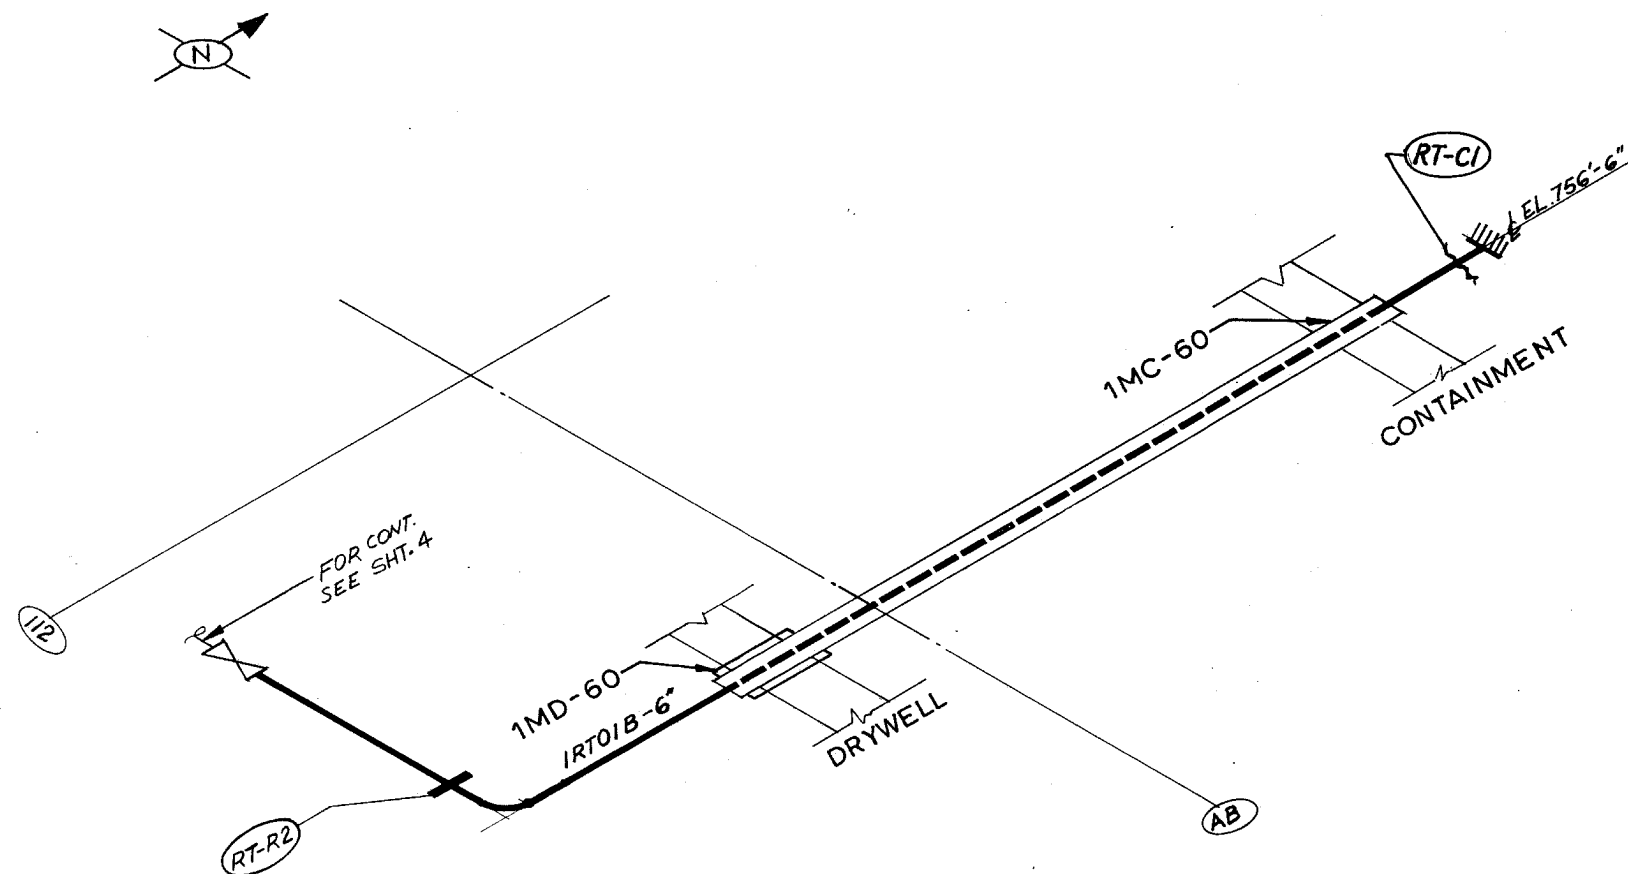 N
RT-C1
℄ EL.756'-6"
1MC-60
CONTAINMENT
FOR CONT.
SEE SHT. 4
112
1MD-60
1RT01B-6"
DRYWELL
AB
RT-R2